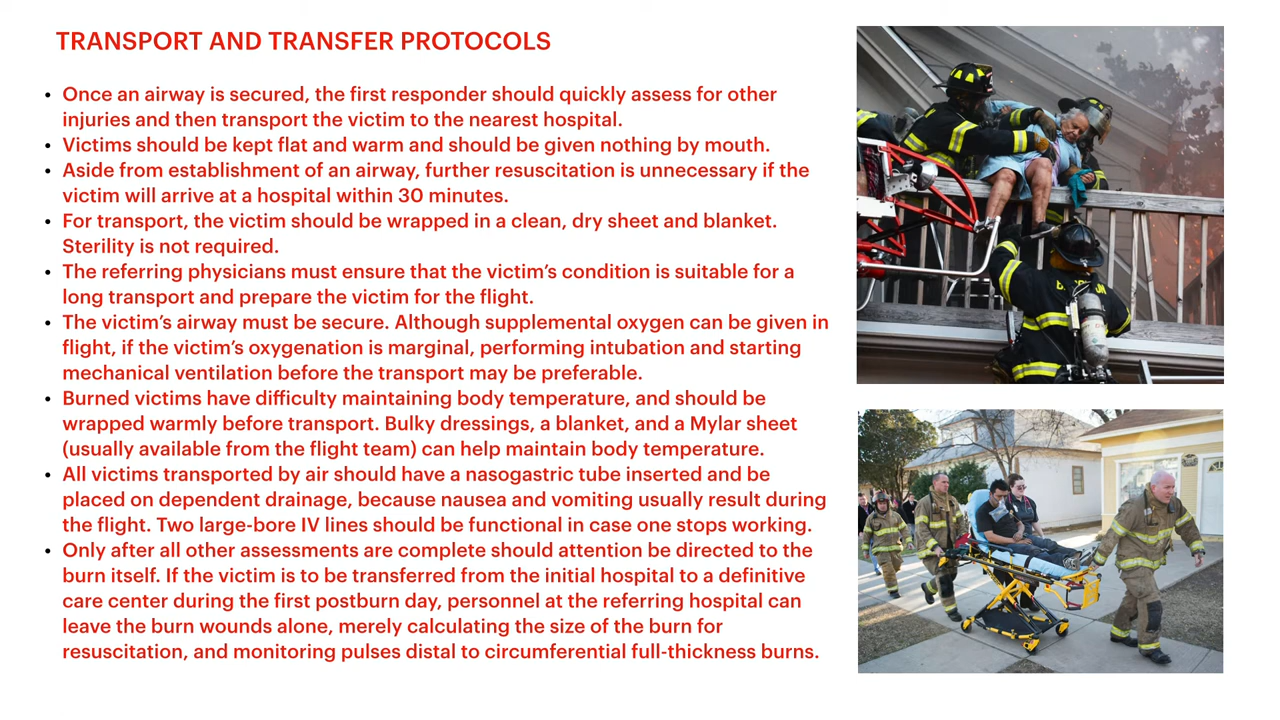 TRANSPORT AND TRANSFER PROTOCOLS
• Once an airway is secured, the first responder should quickly assess for other
injuries and then transport the victim to the nearest hospital.
• Victims should be kept flat and warm and should be given nothing by mouth.
• Aside from establishment of an airway, further resuscitation is unnecessary if the
victim will arrive at a hospital within 30 minutes.
• For transport, the victim should be wrapped in a clean, dry sheet and blanket.
Sterility is not required.
• The referring physicians must ensure that the victim's condition is suitable for a
long transport and prepare the victim for the flight.
• The victim's airway must be secure. Although supplemental oxygen can be given in
flight, if the victim's oxygenation is marginal, performing intubation and starting
mechanical ventilation before the transport may be preferable.
• Burned victims have difficulty maintaining body temperature, and should be
wrapped warmly before transport. Bulky dressings, a blanket, and a Mylar sheet
(usually available from the flight team) can help maintain body temperature.
• All victims transported by air should have a nasogastric tube inserted and be
placed on dependent drainage, because nausea and vomiting usually result during
the flight. Two large-bore IV lines should be functional in case one stops working.
• Only after all other assessments are complete should attention be directed to the
burn itself. If the victim is to be transferred from the initial hospital to a definitive
care center during the first postburn day, personnel at the referring hospital can
leave the burn wounds alone, merely calculating the size of the burn for
resuscitation, and monitoring pulses distal to circumferential full-thickness burns.